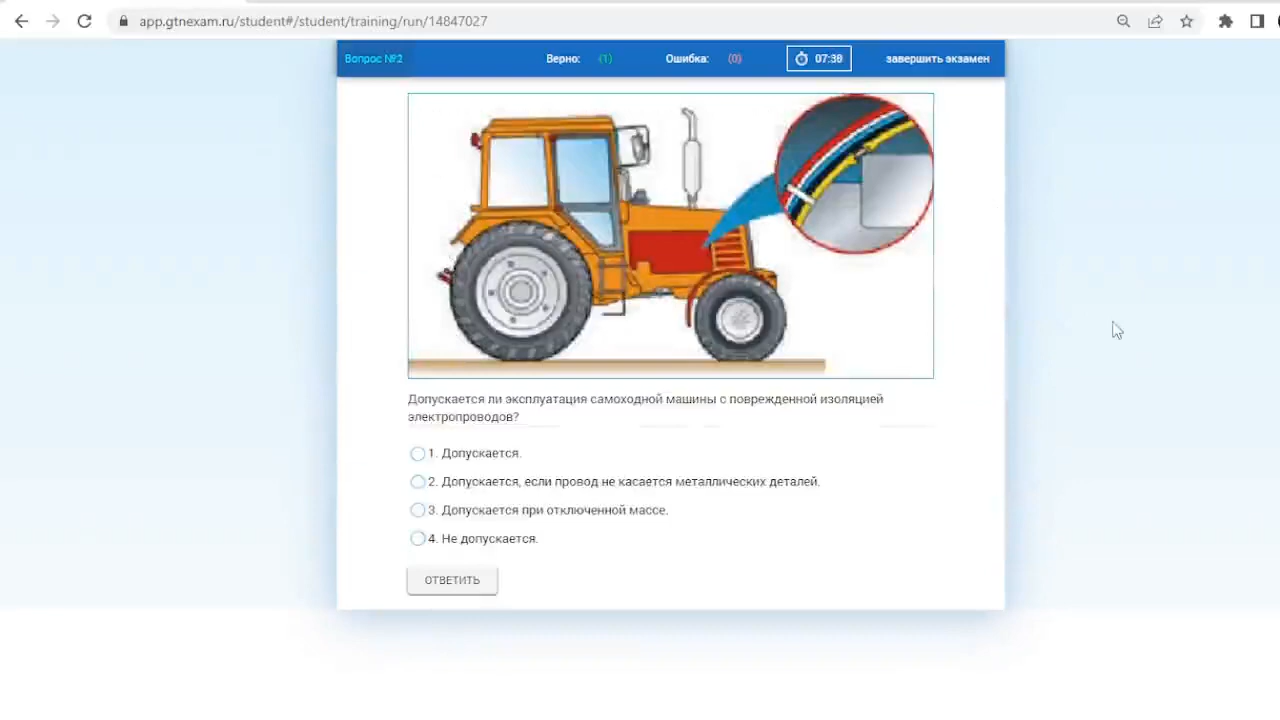 app.gtnexam.ru/student#/student/training/run/14847027
Вопрос №2 Верно: (1) Ошибка: (0) 07:39 завершить экзамен
Допускается ли эксплуатация самоходной машины с поврежденной изоляцией
электропроводов?
1. Допускается.
2. Допускается, если провод не касается металлических деталей.
3. Допускается при отключенной массе.
4. Не допускается.
ОТВЕТИТЬ